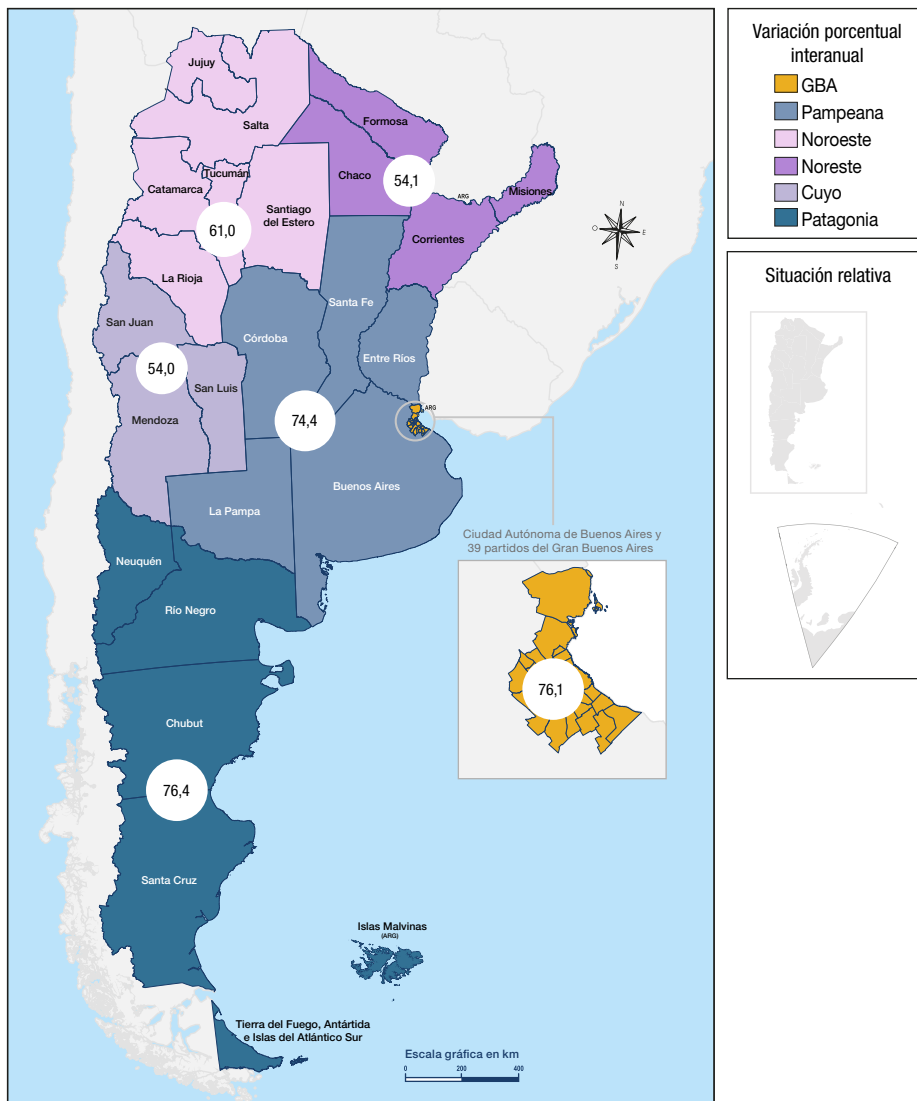 Jujuy
Salta
Formosa
Tucumán
Catamarca
Chaco
54,1
ARG
Misiones
Santiago
del Estero
61,0
Corrientes
La Rioja
N
O
E
S
San Juan
Santa Fe
Córdoba
Entre Ríos
54,0
San Luis
Mendoza
74,4
ARG
Buenos Aires
La Pampa
Ciudad Autónoma de Buenos Aires y
39 partidos del Gran Buenos Aires
Neuquén
Río Negro
76,1
Chubut
76,4
Santa Cruz
Islas Malvinas
(ARG)
Tierra del Fuego, Antártida
e Islas del Atlántico Sur
Escala gráfica en km
0 200 400
Variación porcentual
interanual
GBA
Pampeana
Noroeste
Noreste
Cuyo
Patagonia
Situación relativa